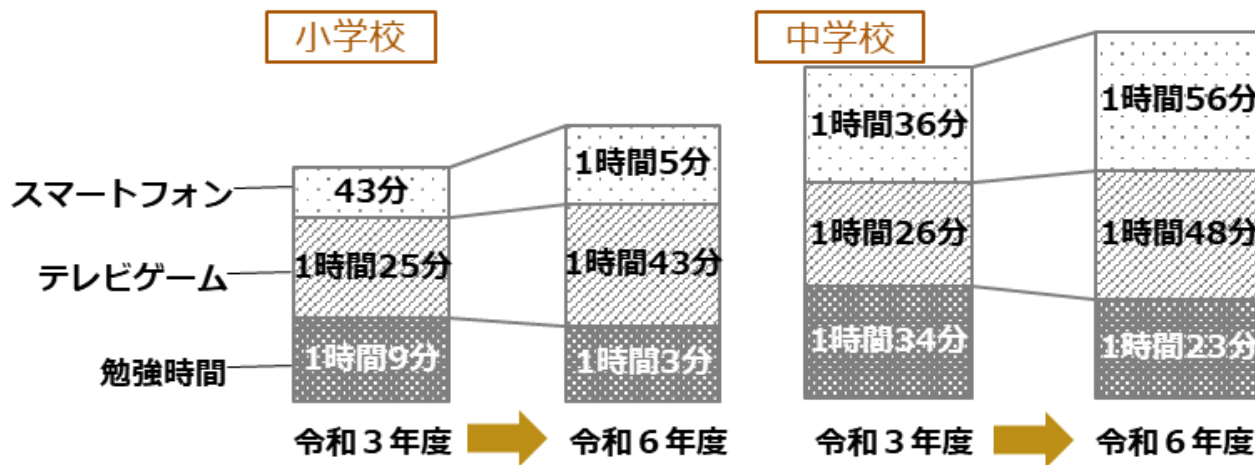 小学校
中学校
スマートフォン
43分
1時間5分
1時間36分
1時間56分
テレビゲーム
1時間25分
1時間43分
1時間26分
1時間48分
勉強時間
1時間9分
1時間3分
1時間34分
1時間23分
令和３年度
令和６年度
令和３年度
令和６年度